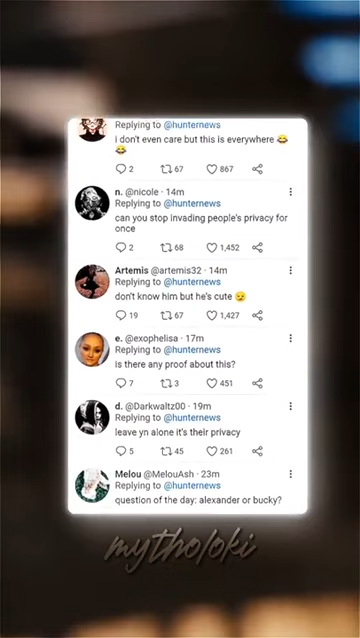 Replying to @hunternews
i don't even care but this is everywhere 😂
😂
2 67 867
n. @nicole · 14m
Replying to @hunternews
can you stop invading people's privacy for
once
2 68 1,452
Artemis @artemis32 · 14m
Replying to @hunternews
don't know him but he's cute 😏
19 67 1,427
e. @exophelisa · 17m
Replying to @hunternews
is there any proof about this?
7 3 451
d. @Darkwaltz00 · 19m
Replying to @hunternews
leave yn alone it's their privacy
5 45 261
Melou @MelouAsh · 23m
Replying to @hunternews
question of the day: alexander or bucky?
mytholoki